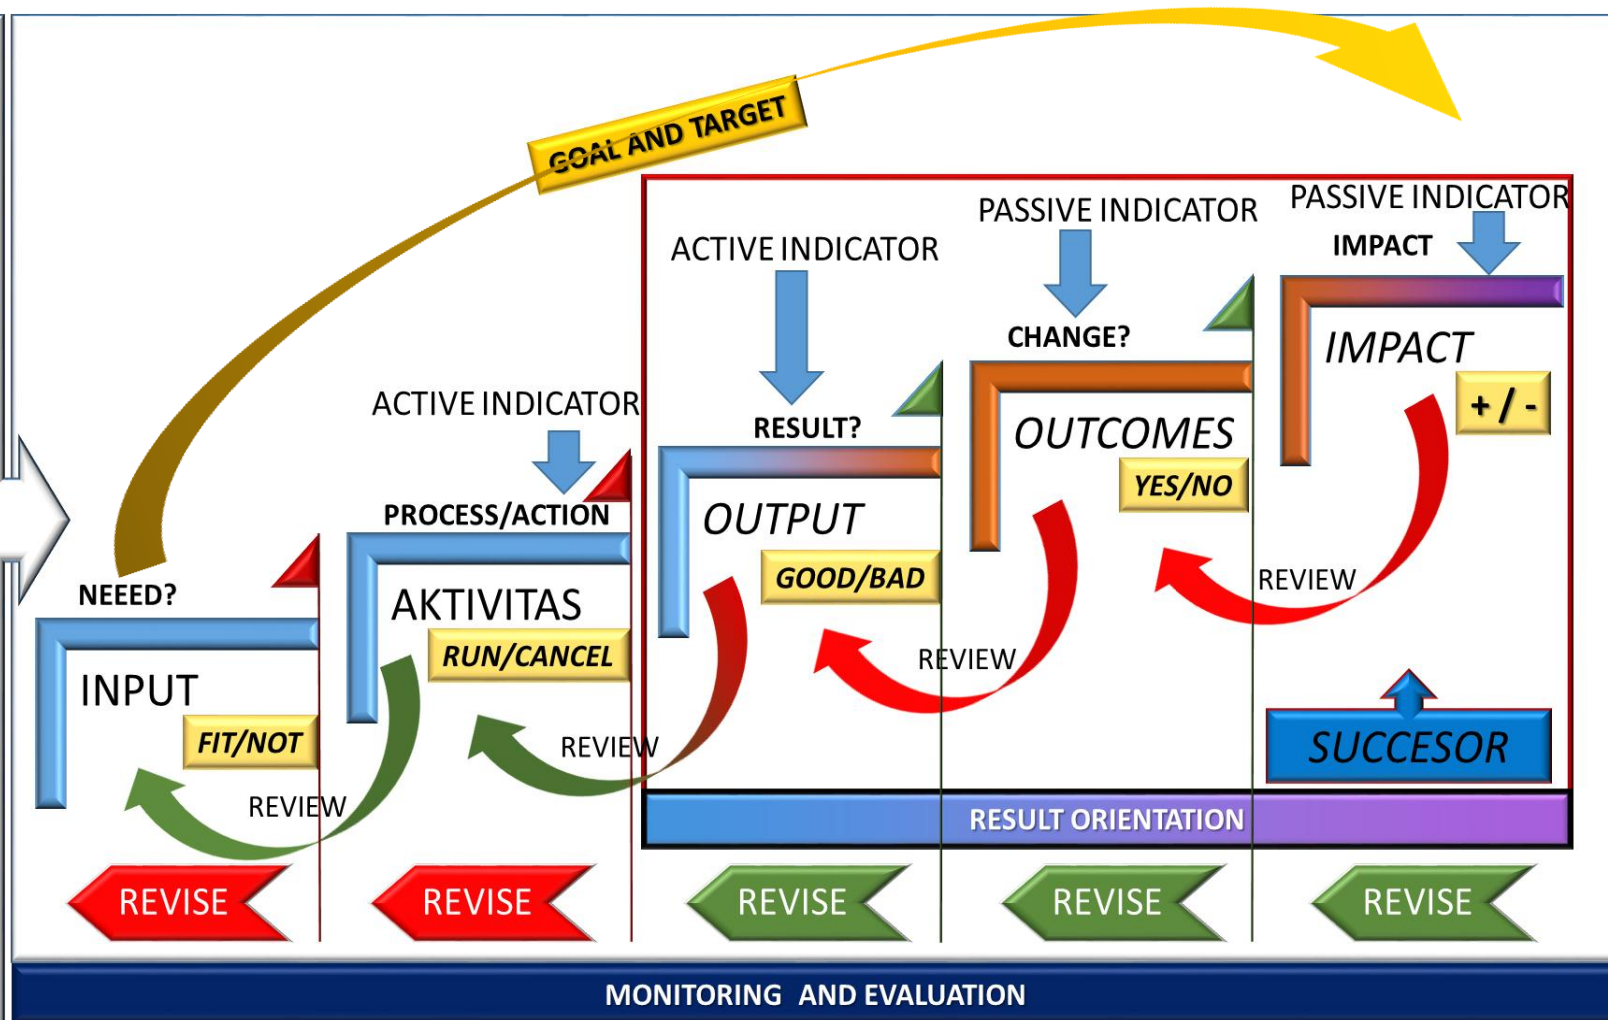 GOAL AND TARGET
PASSIVE INDICATOR
IMPACT
IMPACT
+ / -
PASSIVE INDICATOR
CHANGE?
OUTCOMES
YES/NO
ACTIVE INDICATOR
RESULT?
OUTPUT
GOOD/BAD
ACTIVE INDICATOR
PROCESS/ACTION
AKTIVITAS
RUN/CANCEL
NEEED?
INPUT
FIT/NOT
REVIEW
REVIEW
REVIEW
REVIEW
SUCCESOR
RESULT ORIENTATION
REVISE
REVISE
REVISE
REVISE
REVISE
MONITORING AND EVALUATION